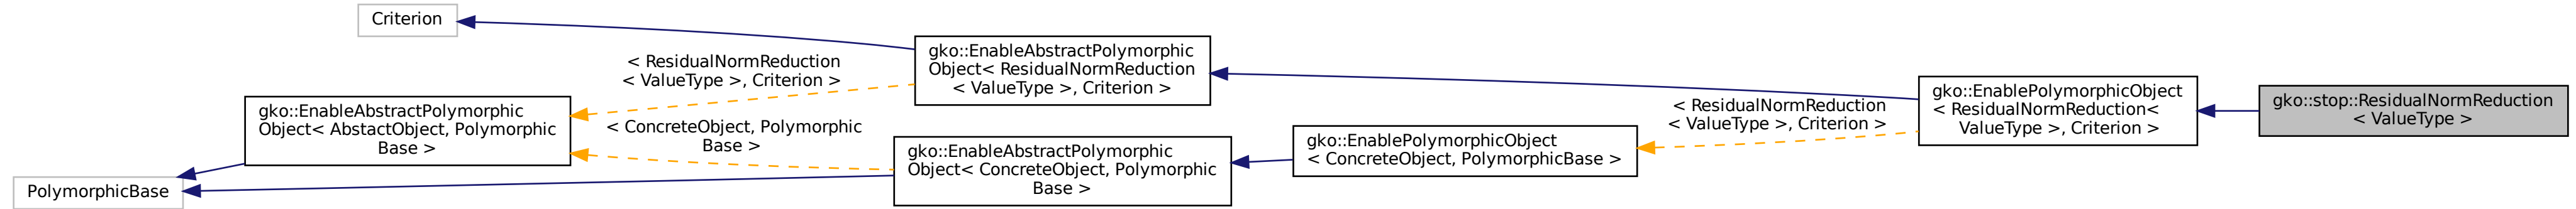 Criterion
gko::EnableAbstractPolymorphic
Object< ResidualNormReduction
< ValueType >, Criterion >
< ResidualNormReduction
< ValueType >, Criterion >
gko::EnablePolymorphicObject
< ResidualNormReduction<
ValueType >, Criterion >
gko::stop::ResidualNormReduction
< ValueType >
gko::EnableAbstractPolymorphic
Object< AbstactObject, Polymorphic
Base >
< ConcreteObject, Polymorphic
Base >
< ResidualNormReduction
< ValueType >, Criterion >
gko::EnableAbstractPolymorphic
Object< ConcreteObject, Polymorphic
Base >
gko::EnablePolymorphicObject
< ConcreteObject, PolymorphicBase >
PolymorphicBase